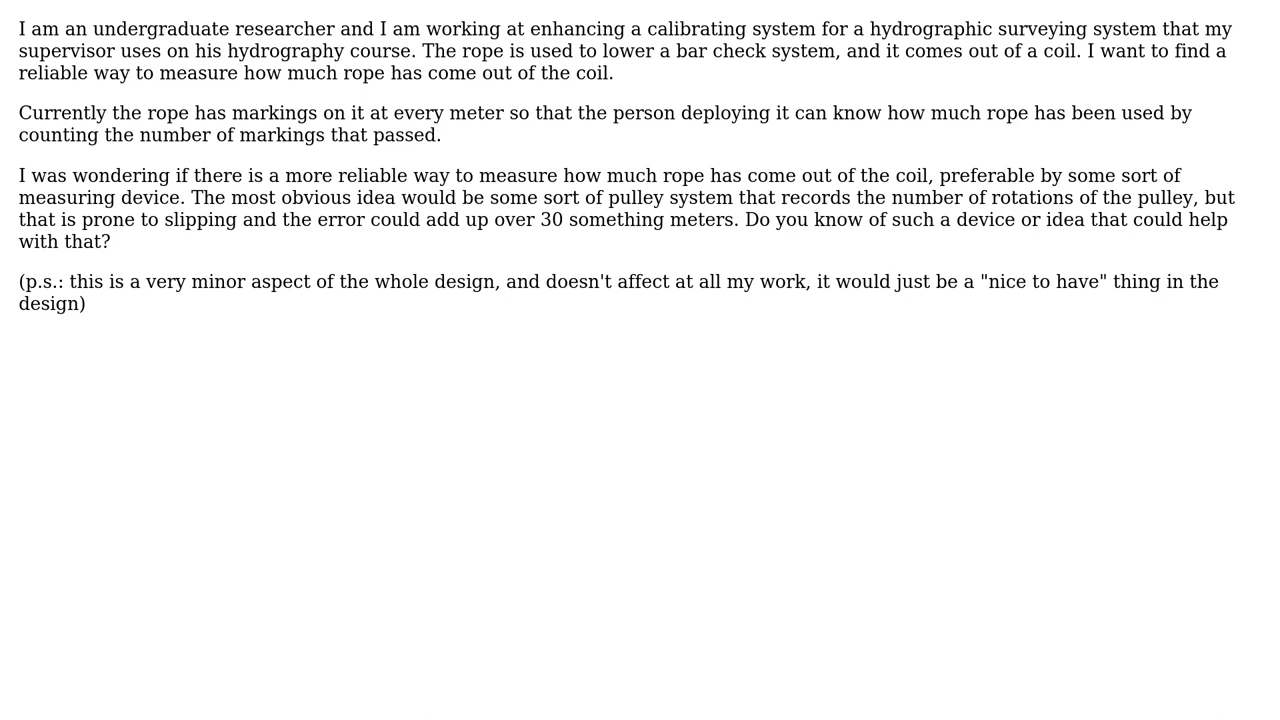 I am an undergraduate researcher and I am working at enhancing a calibrating system for a hydrographic surveying system that my
supervisor uses on his hydrography course. The rope is used to lower a bar check system, and it comes out of a coil. I want to find a
reliable way to measure how much rope has come out of the coil.
Currently the rope has markings on it at every meter so that the person deploying it can know how much rope has been used by
counting the number of markings that passed.
I was wondering if there is a more reliable way to measure how much rope has come out of the coil, preferable by some sort of
measuring device. The most obvious idea would be some sort of pulley system that records the number of rotations of the pulley, but
that is prone to slipping and the error could add up over 30 something meters. Do you know of such a device or idea that could help
with that?
(p.s.: this is a very minor aspect of the whole design, and doesn't affect at all my work, it would just be a "nice to have" thing in the
design)